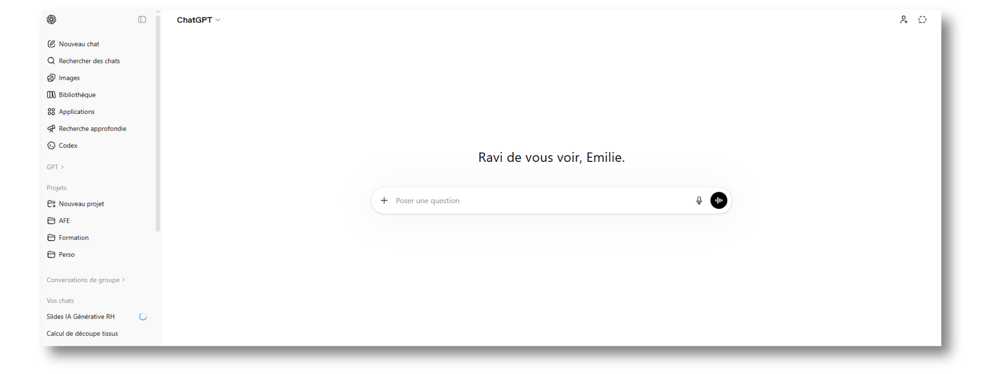 ChatGPT
Nouveau chat
Rechercher des chats
Images
Bibliothèque
Applications
Recherche approfondie
Codex
GPT
Projets
Nouveau projet
AFE
Formation
Perso
Conversations de groupe
Vos chats
Slides IA Générative RH
Calcul de découpe tissus
Ravi de vous voir, Emilie.
Poser une question